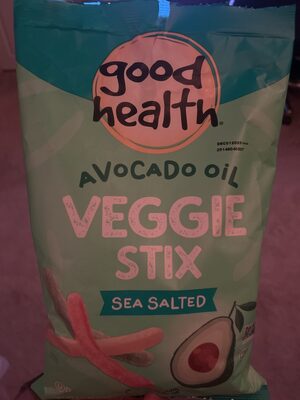 good
health
AVOCADO OIL
VEGGIE
STIX
SEA SALTED